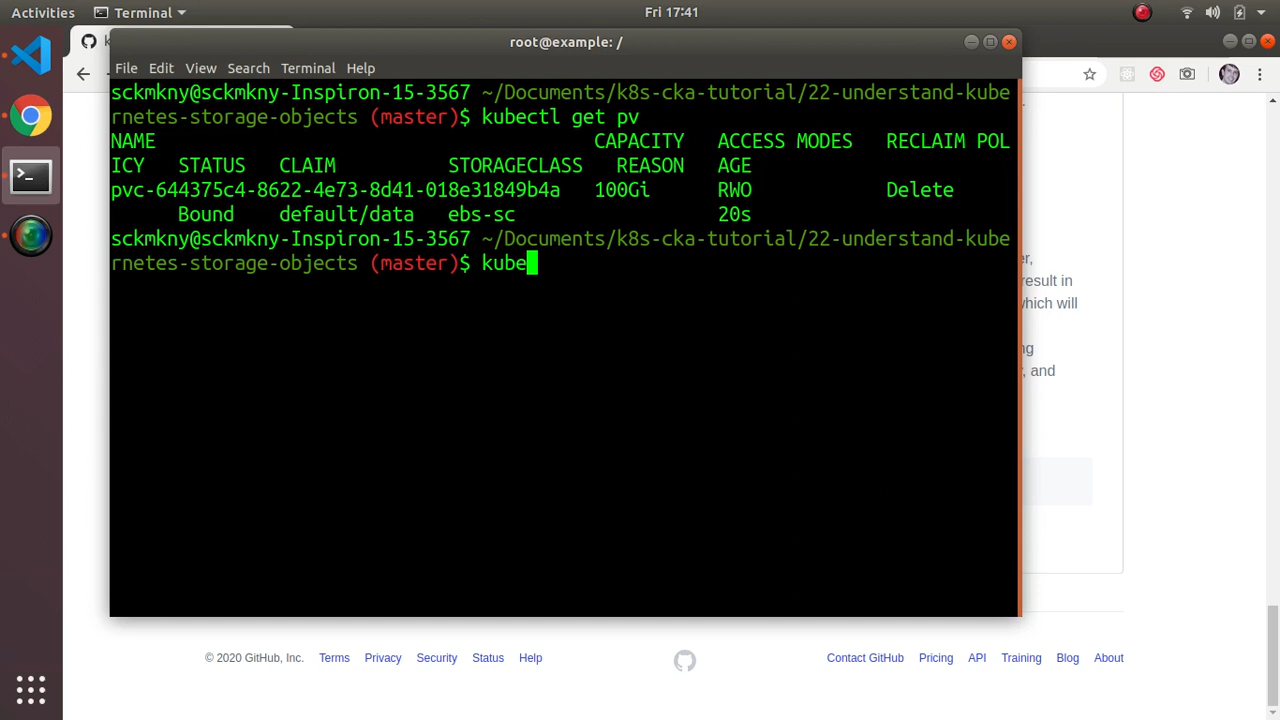 Activities Terminal Fri 17:41
root@example: /
File Edit View Search Terminal Help
sckmkny@sckmkny-Inspiron-15-3567 ~/Documents/k8s-cka-tutorial/22-understand-kube
rnetes-storage-objects (master)$ kubectl get pv
NAME CAPACITY ACCESS MODES RECLAIM POL
ICY STATUS CLAIM STORAGECLASS REASON AGE
pvc-644375c4-8622-4e73-8d41-018e31849b4a 100Gi RWO Delete
Bound default/data ebs-sc 20s
sckmkny@sckmkny-Inspiron-15-3567 ~/Documents/k8s-cka-tutorial/22-understand-kube
rnetes-storage-objects (master)$ kube
result in
which will
and
© 2020 GitHub, Inc. Terms Privacy Security Status Help Contact GitHub Pricing API Training Blog About